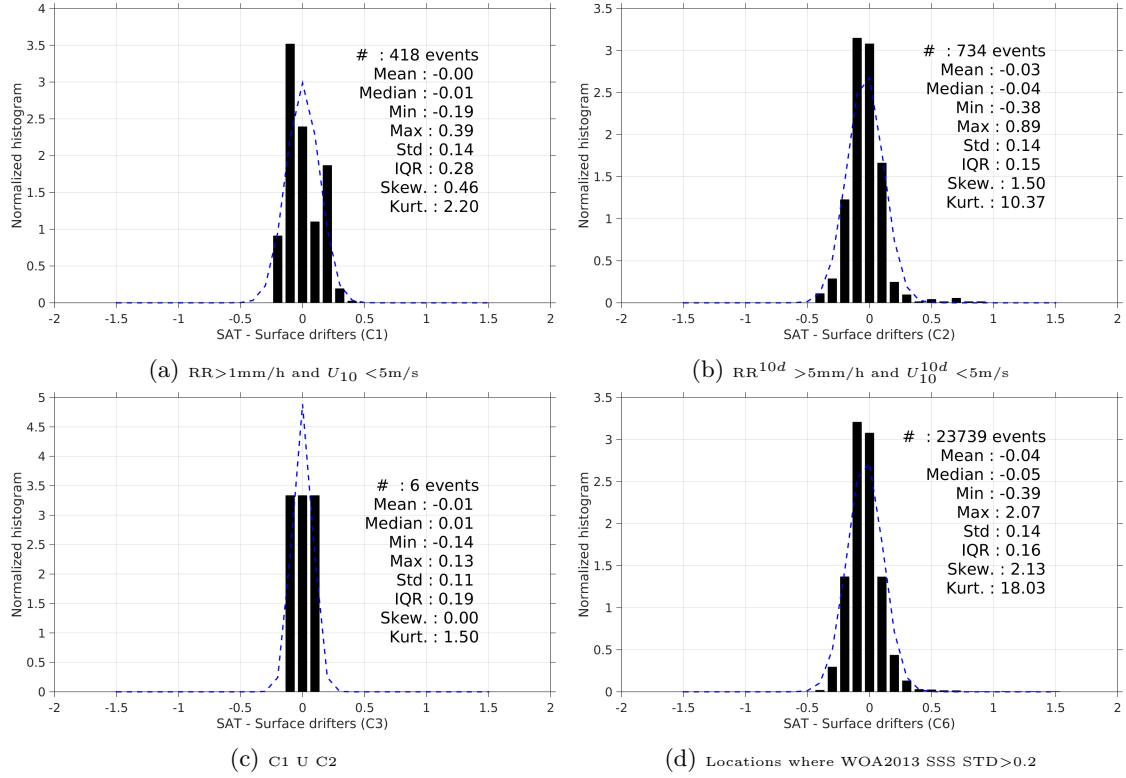 4
3.5
3
2.5
2
1.5
1
0.5
0
Normalized histogram
# : 418 events
Mean : -0.00
Median : -0.01
Min : -0.19
Max : 0.39
Std : 0.14
IQR : 0.28
Skew. : 0.46
Kurt. : 2.20
-2 -1.5 -1 -0.5 0 0.5 1 1.5 2
SAT - Surface drifters (C1)
(a) RR>1mm/h and U10 <5m/s
3.5
3
2.5
2
1.5
1
0.5
0
Normalized histogram
# : 734 events
Mean : -0.03
Median : -0.04
Min : -0.38
Max : 0.89
Std : 0.14
IQR : 0.15
Skew. : 1.50
Kurt. : 10.37
-2 -1.5 -1 -0.5 0 0.5 1 1.5 2
SAT - Surface drifters (C2)
(b) RR^10d >5mm/h and U10^10d <5m/s
5
4.5
4
3.5
3
2.5
2
1.5
1
0.5
0
Normalized histogram
# : 6 events
Mean : -0.01
Median : 0.01
Min : -0.14
Max : 0.13
Std : 0.11
IQR : 0.19
Skew. : 0.00
Kurt. : 1.50
-2 -1.5 -1 -0.5 0 0.5 1 1.5 2
SAT - Surface drifters (C3)
(c) C1 U C2
3.5
3
2.5
2
1.5
1
0.5
0
Normalized histogram
# : 23739 events
Mean : -0.04
Median : -0.05
Min : -0.39
Max : 2.07
Std : 0.14
IQR : 0.16
Skew. : 2.13
Kurt. : 18.03
-2 -1.5 -1 -0.5 0 0.5 1 1.5 2
SAT - Surface drifters (C6)
(d) Locations where WOA2013 SSS STD>0.2